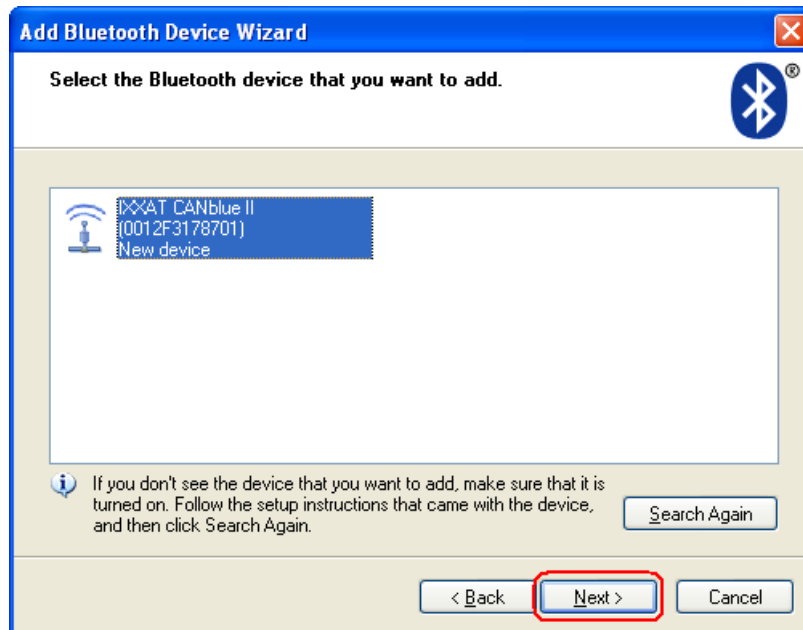 Add Bluetooth Device Wizard
Select the Bluetooth device that you want to add.
®
IXXAT CANblue II
(0012F3178701)
New device
If you don't see the device that you want to add, make sure that it is
turned on. Follow the setup instructions that came with the device,
and then click Search Again.
Search Again
< Back
Next >
Cancel